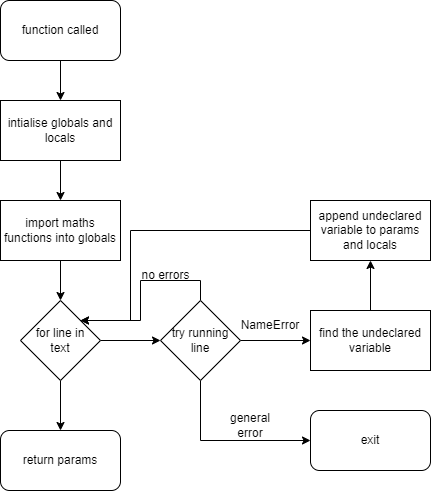 function called
intialise globals and
locals
import maths
functions into globals
append undeclared
variable to params
and locals
no errors
for line in
text
try running
line
NameError
find the undeclared
variable
general
error
return params
exit